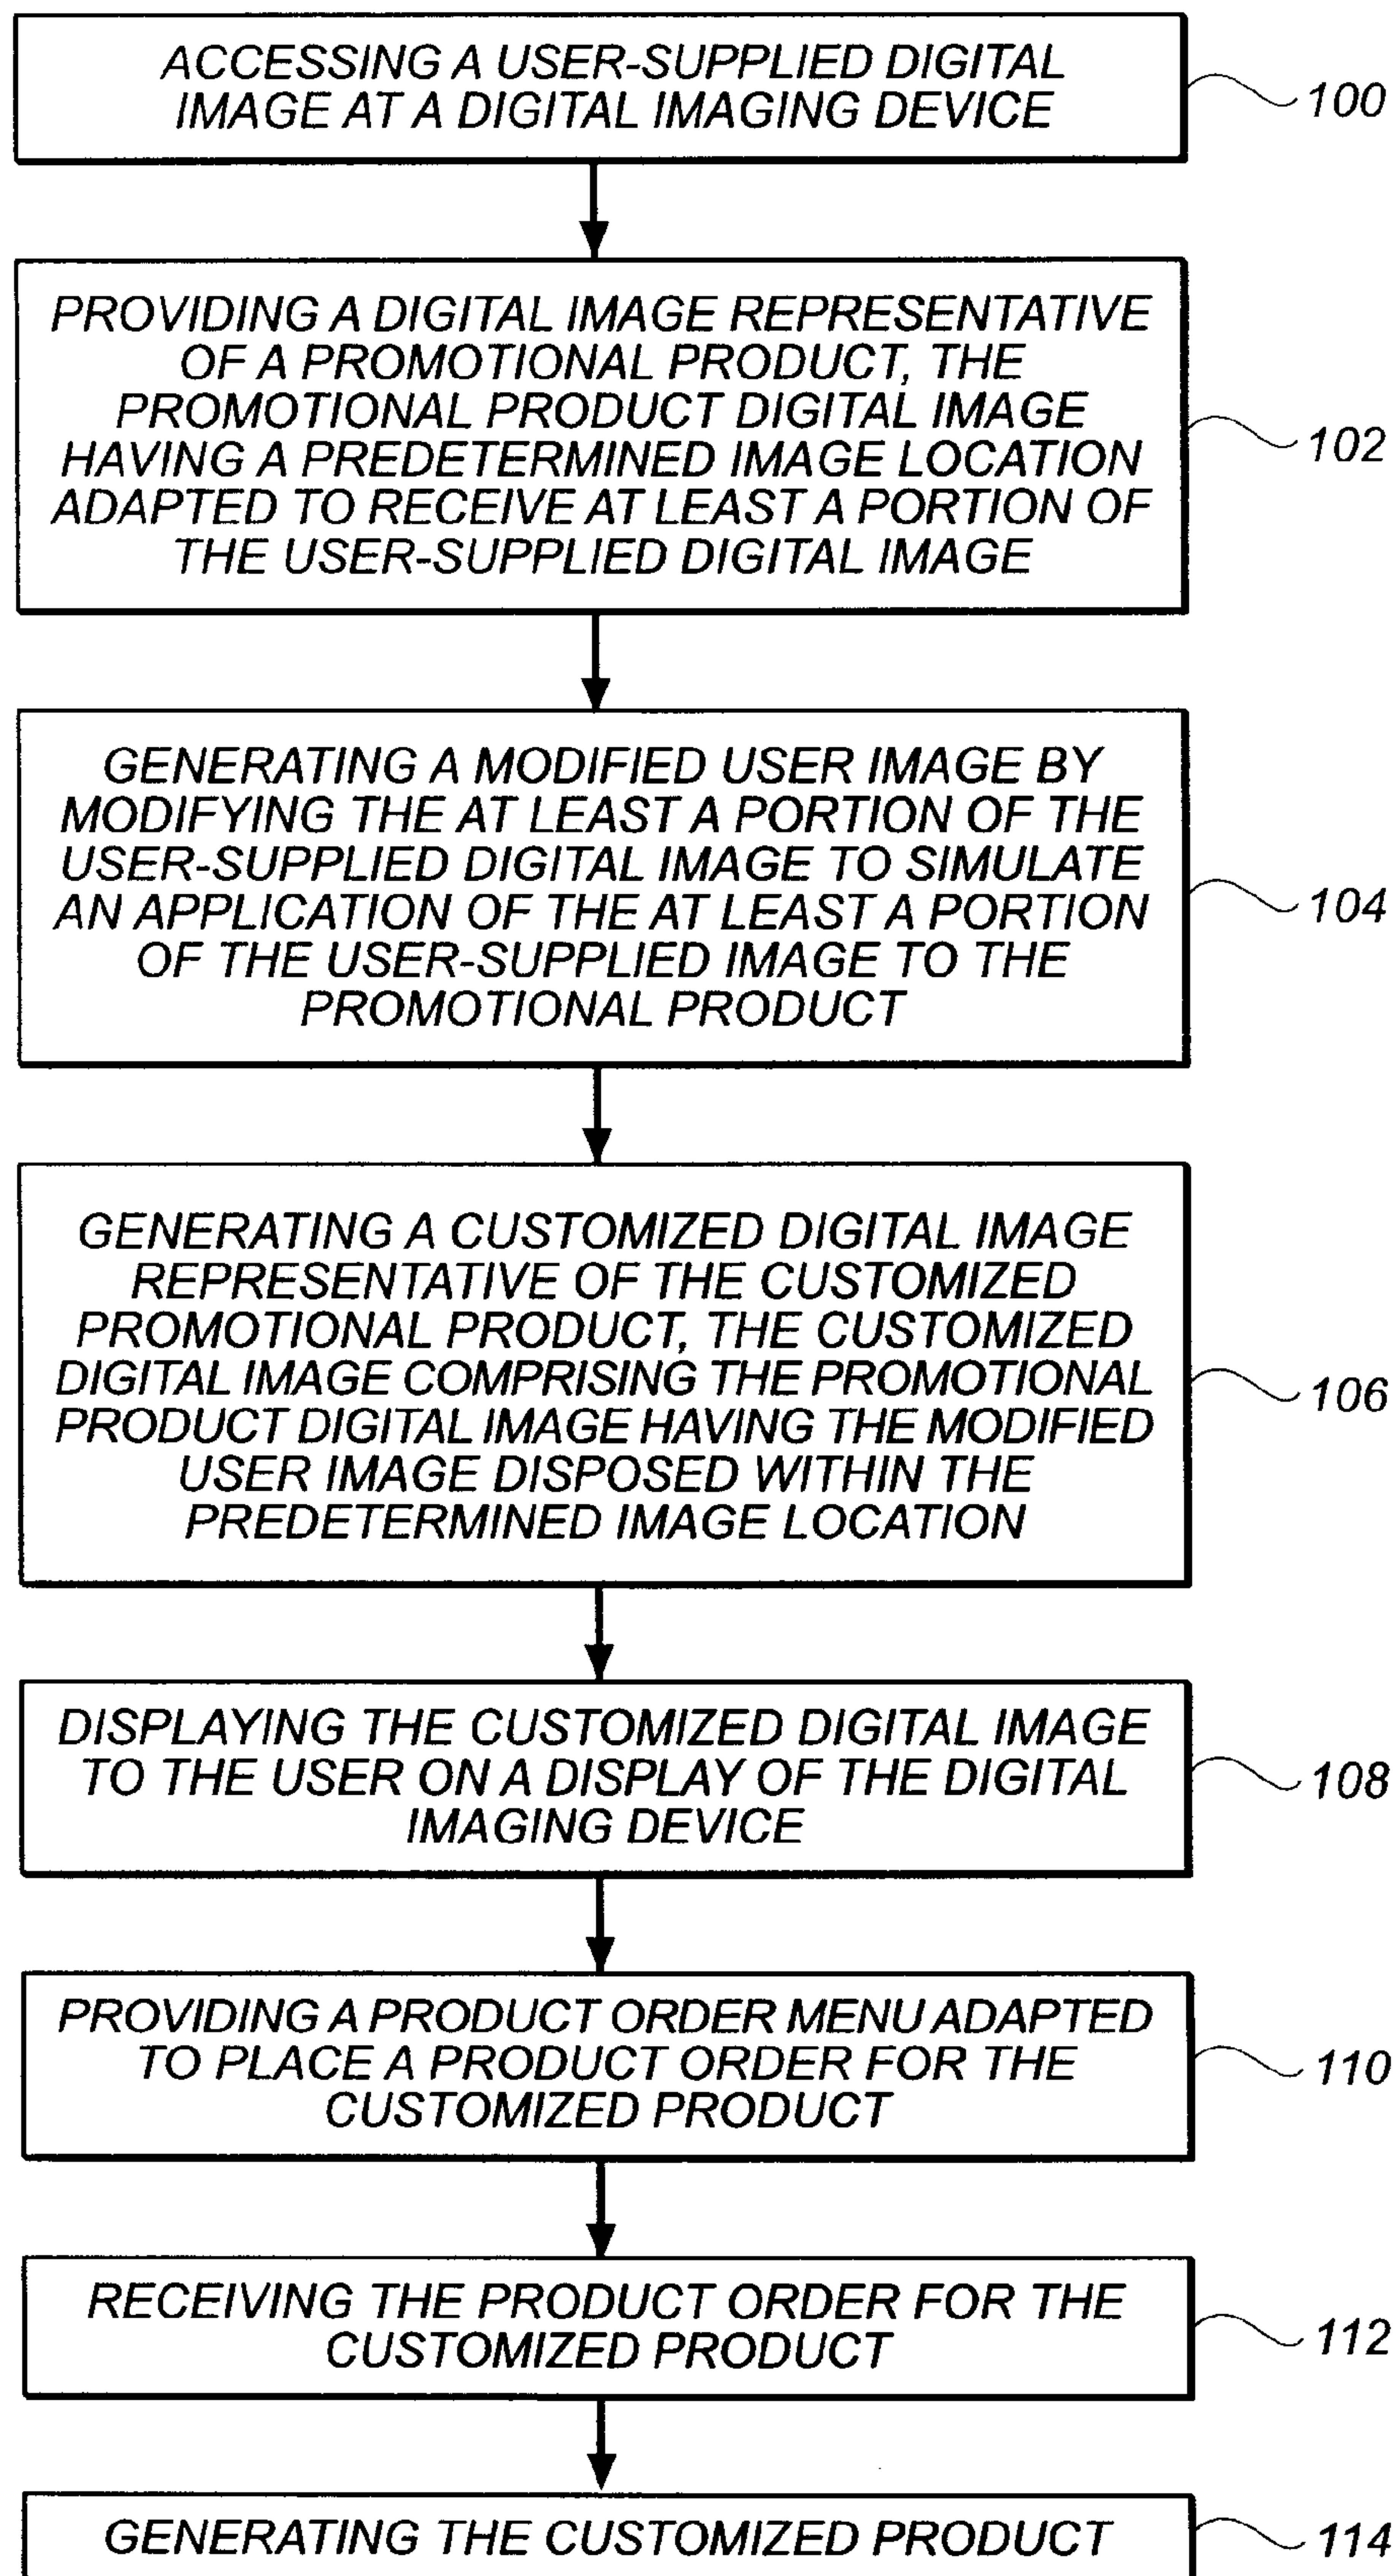 ACCESSING A USER-SUPPLIED DIGITAL
IMAGE AT A DIGITAL IMAGING DEVICE
100
PROVIDING A DIGITAL IMAGE REPRESENTATIVE
OF A PROMOTIONAL PRODUCT, THE
PROMOTIONAL PRODUCT DIGITAL IMAGE
HAVING A PREDETERMINED IMAGE LOCATION
ADAPTED TO RECEIVE AT LEAST A PORTION OF
THE USER-SUPPLIED DIGITAL IMAGE
102
GENERATING A MODIFIED USER IMAGE BY
MODIFYING THE AT LEAST A PORTION OF THE
USER-SUPPLIED DIGITAL IMAGE TO SIMULATE
AN APPLICATION OF THE AT LEAST A PORTION
OF THE USER-SUPPLIED IMAGE TO THE
PROMOTIONAL PRODUCT
104
GENERATING A CUSTOMIZED DIGITAL IMAGE
REPRESENTATIVE OF THE CUSTOMIZED
PROMOTIONAL PRODUCT, THE CUSTOMIZED
DIGITAL IMAGE COMPRISING THE PROMOTIONAL
PRODUCT DIGITAL IMAGE HAVING THE MODIFIED
USER IMAGE DISPOSED WITHIN THE
PREDETERMINED IMAGE LOCATION
106
DISPLAYING THE CUSTOMIZED DIGITAL IMAGE
TO THE USER ON A DISPLAY OF THE DIGITAL
IMAGING DEVICE
108
PROVIDING A PRODUCT ORDER MENU ADAPTED
TO PLACE A PRODUCT ORDER FOR THE
CUSTOMIZED PRODUCT
110
RECEIVING THE PRODUCT ORDER FOR THE
CUSTOMIZED PRODUCT
112
GENERATING THE CUSTOMIZED PRODUCT
114